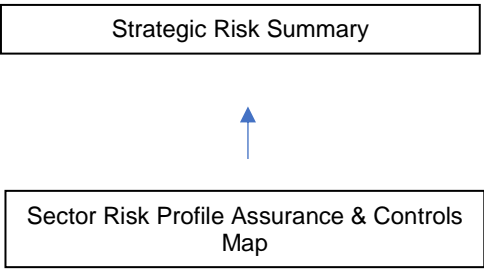 Strategic Risk Summary
Sector Risk Profile Assurance & Controls
Map